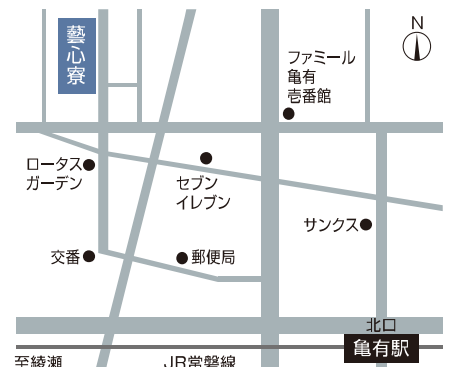 藝心寮
N
ファミール
亀有
壱番館
ロータス
ガーデン
セブン
イレブン
サンクス
交番
郵便局
北口
亀有駅
至綾瀬
JR常磐線